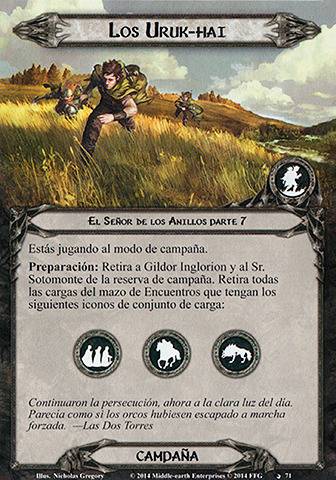 Los Uruk-hai
El Señor de los Anillos parte 7
Estás jugando al modo de campaña.
Preparación: Retira a Gildor Inglorion y al Sr.
Sotomonte de la reserva de campaña. Retira todas
las cargas del mazo de Encuentros que tengan los
siguientes iconos de conjunto de carga:
Continuaron la persecución, ahora a la clara luz del día.
Parecía como si los orcos hubiesen escapado a marcha
forzada. —Las Dos Torres
CAMPAÑA
Illus. Nicholas Gregory © 2014 Middle-earth Enterprises © 2014 FFG 71